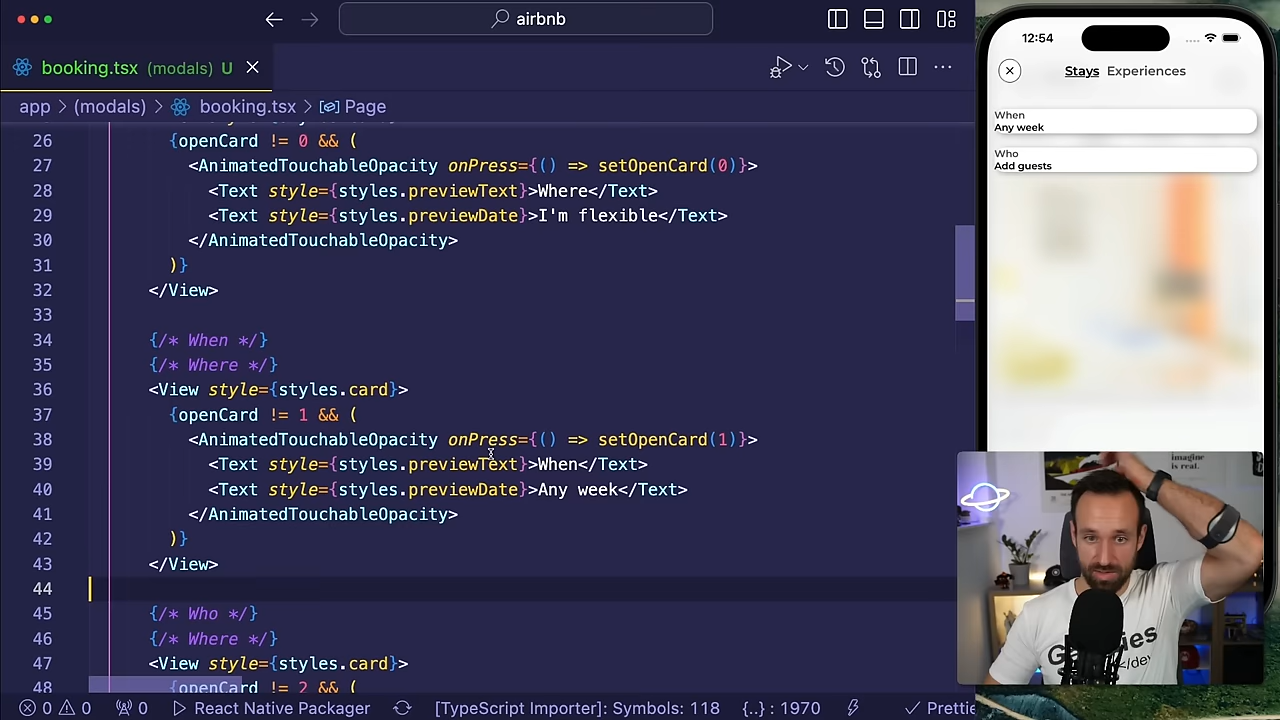 airbnb
booking.tsx (modals) U
app > (modals) > booking.tsx > Page
26 {openCard != 0 && (
27 <AnimatedTouchableOpacity onPress={() => setOpenCard(0)}>
28 <Text style={styles.previewText}>Where</Text>
29 <Text style={styles.previewDate}>I'm flexible</Text>
30 </AnimatedTouchableOpacity>
31 )}
32 </View>
33
34 {/* When */}
35 {/* Where */}
36 <View style={styles.card}>
37 {openCard != 1 && (
38 <AnimatedTouchableOpacity onPress={() => setOpenCard(1)}>
39 <Text style={styles.previewText}>When</Text>
40 <Text style={styles.previewDate}>Any week</Text>
41 </AnimatedTouchableOpacity>
42 )}
43 </View>
44
45 {/* Who */}
46 {/* Where */}
47 <View style={styles.card}>
48 {openCard != 2 && (
0 0 0 React Native Packager [TypeScript Importer]: Symbols: 118 {..} : 1970 Prettie
12:54
Stays Experiences
When
Any week
Who
Add guests
imagine
is real.